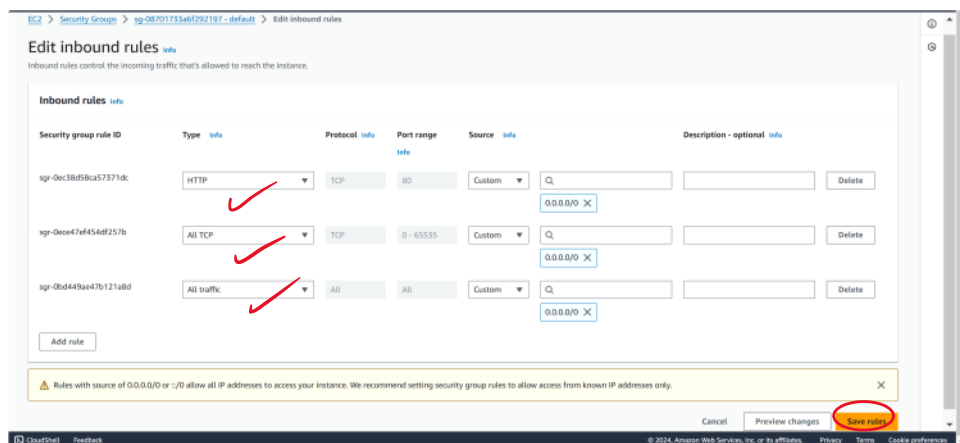 EC2 > Security Groups > sg-08701733a6f292197 - default > Edit inbound rules
Edit inbound rules Info
Inbound rules control the incoming traffic that's allowed to reach the instance.
Inbound rules Info
Security group rule ID Type Info Protocol Info Port range Info Source Info Description - optional Info
sgr-0ec38d58ca57371dc HTTP TCP 80 Custom Delete
0.0.0.0/0
sgr-0ece47ef454df257b All TCP TCP 0 - 65535 Custom Delete
0.0.0.0/0
sgr-0bd449ae47b121a8d All traffic All All Custom Delete
0.0.0.0/0
Add rule
Rules with source of 0.0.0.0/0 or ::/0 allow all IP addresses to access your instance. We recommend setting security group rules to allow access from known IP addresses only.
Cancel Preview changes Save rules
CloudShell Feedback © 2024, Amazon Web Services, Inc. or its affiliates. Privacy Terms Cookie preferences